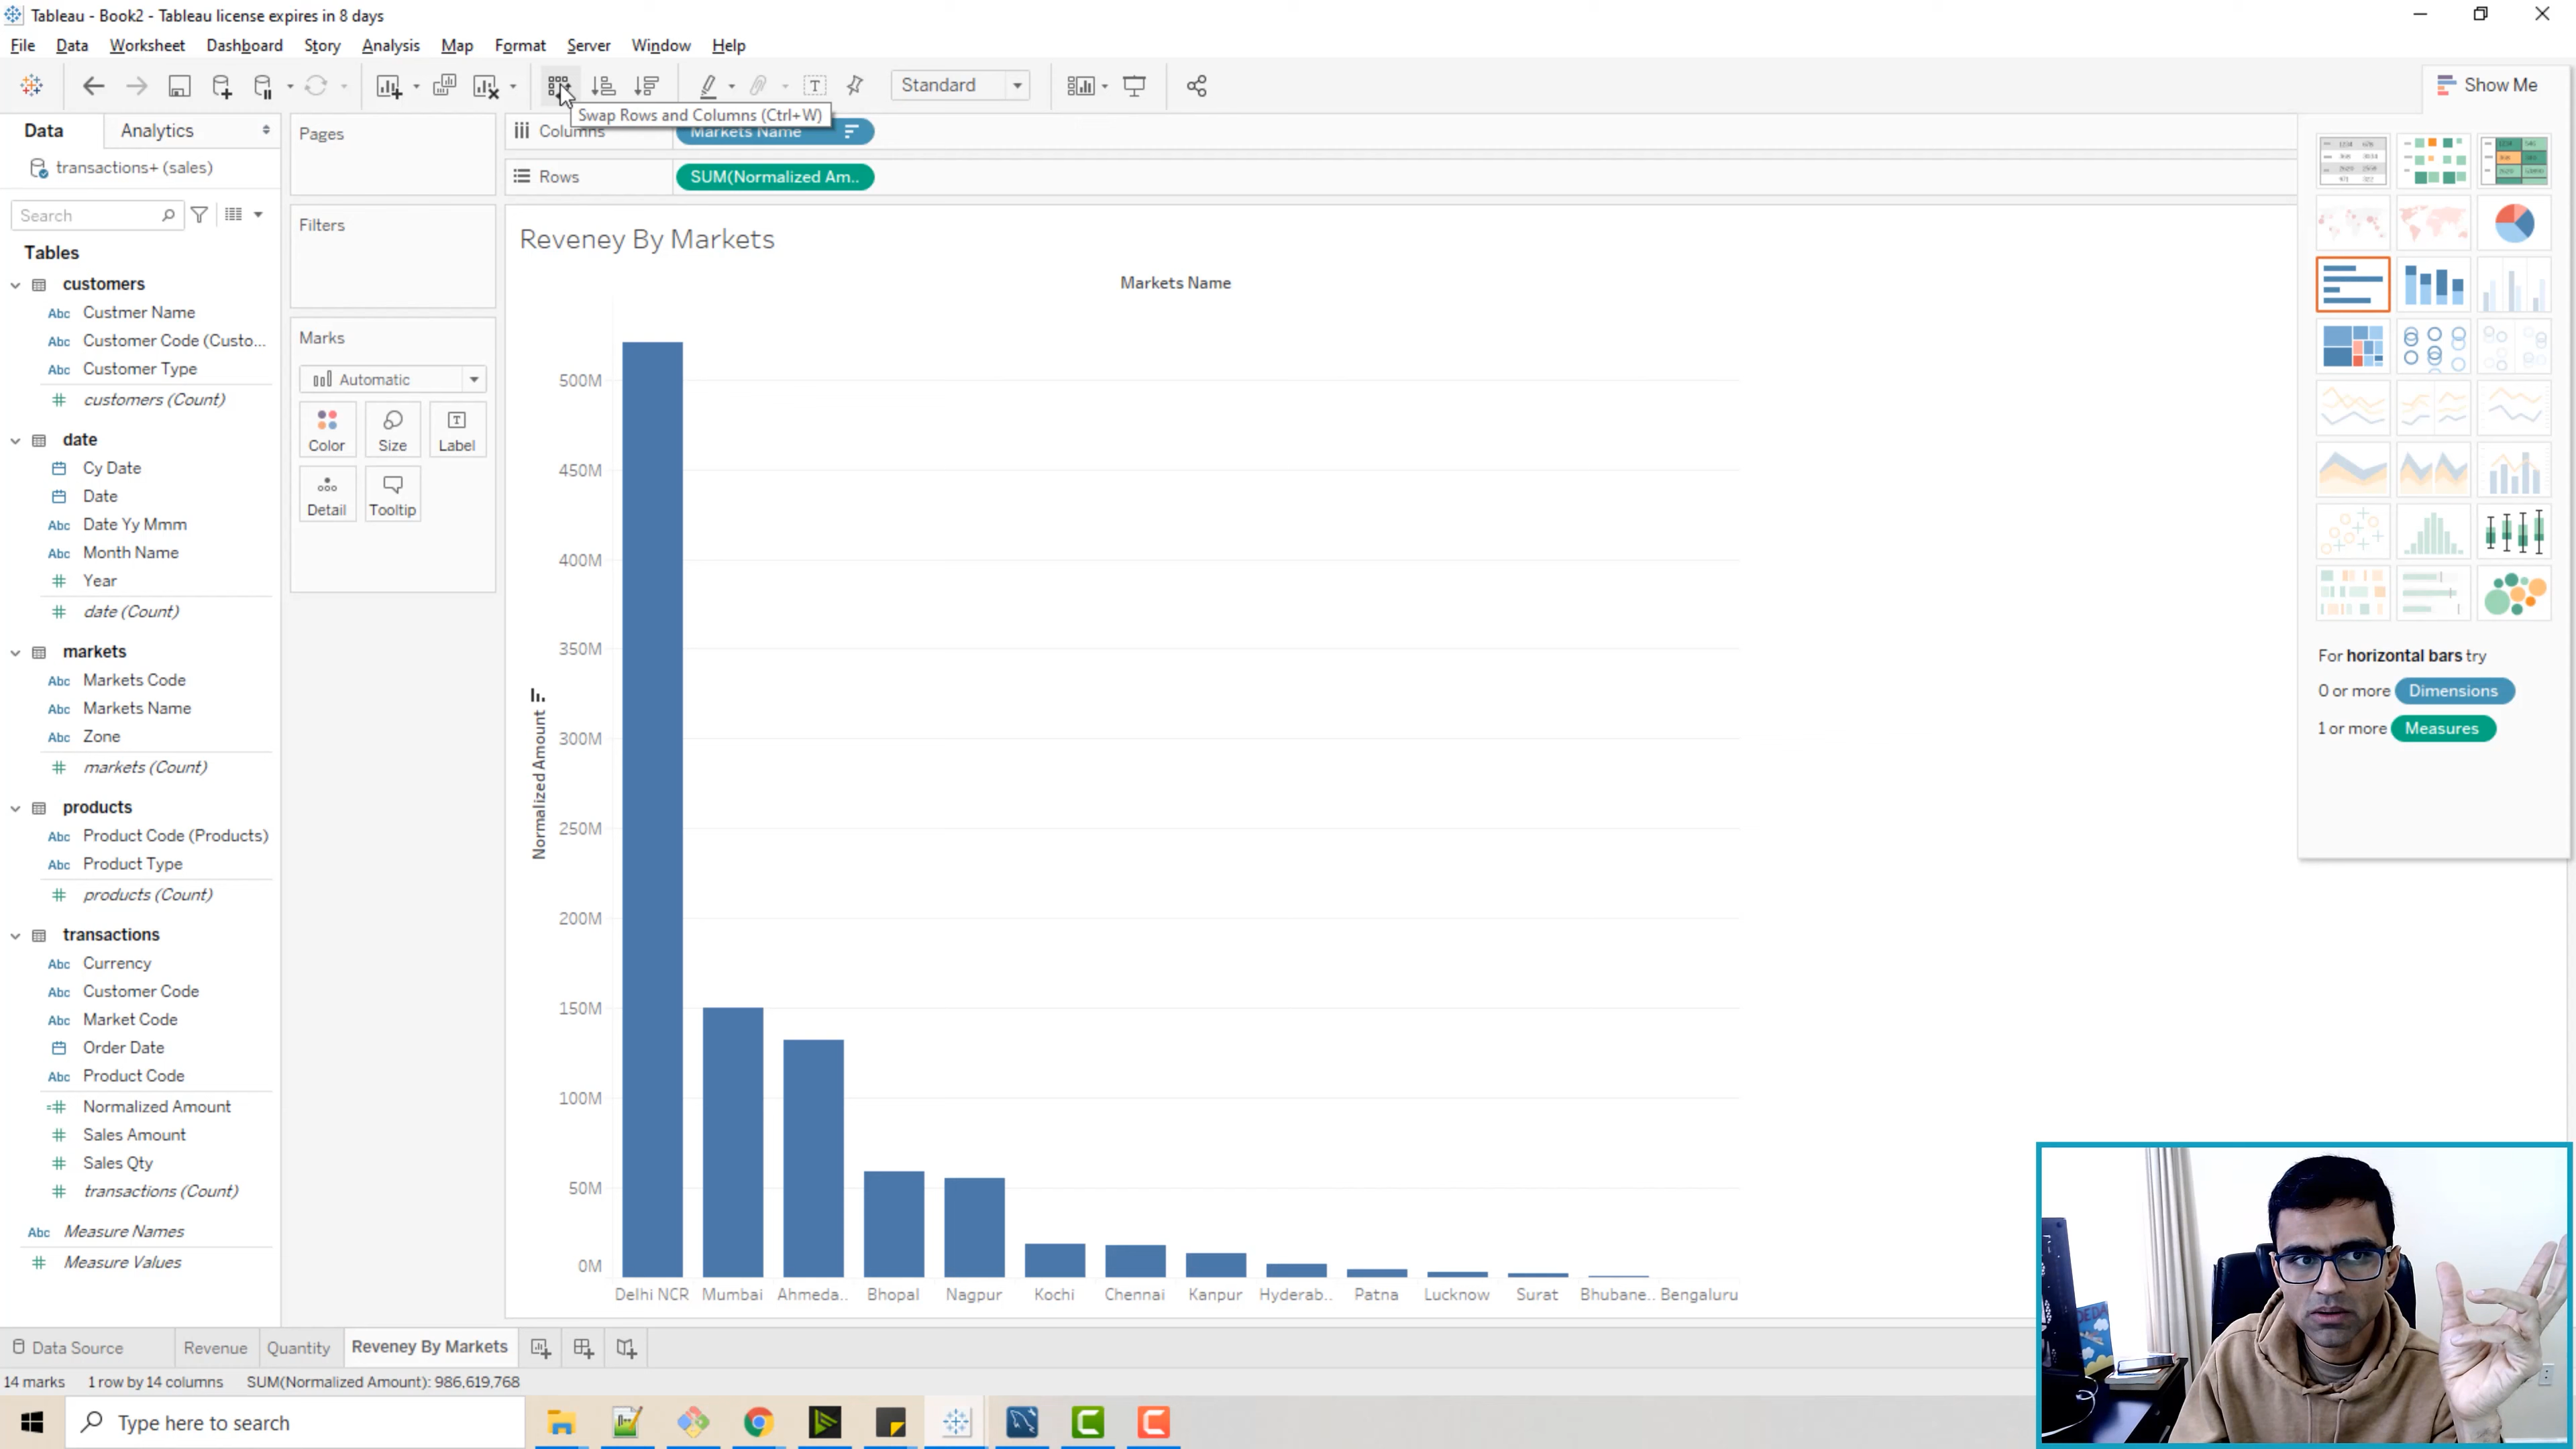 Tableau - Book2 - Tableau license expires in 8 days
File Data Worksheet Dashboard Story Analysis Map Format Server Window Help
Standard
Show Me
Swap Rows and Columns (Ctrl+W)
Data Analytics
Pages
Columns Markets Name
transactions+ (sales)
Rows SUM(Normalized Am..
Search
Filters
Reveney By Markets
Tables
Markets Name
customers
Custmer Name
Customer Code (Custo...
Customer Type
customers (Count)
date
Cy Date
Date
Date Yy Mmm
Month Name
Year
date (Count)
markets
Markets Code
Markets Name
Zone
markets (Count)
products
Product Code (Products)
Product Type
products (Count)
transactions
Currency
Customer Code
Market Code
Order Date
Product Code
Normalized Amount
Sales Amount
Sales Qty
transactions (Count)
Measure Names
Measure Values
Marks
Automatic
Color Size Label
Detail Tooltip
Normalized Amount
500M
450M
400M
350M
300M
250M
200M
150M
100M
50M
0M
Delhi NCR Mumbai Ahmeda.. Bhopal Nagpur Kochi Chennai Kanpur Hyderab.. Patna Lucknow Surat Bhubane.. Bengaluru
For horizontal bars try
0 or more Dimensions
1 or more Measures
Data Source Revenue Quantity Reveney By Markets
14 marks 1 row by 14 columns SUM(Normalized Amount): 986,619,768
Type here to search